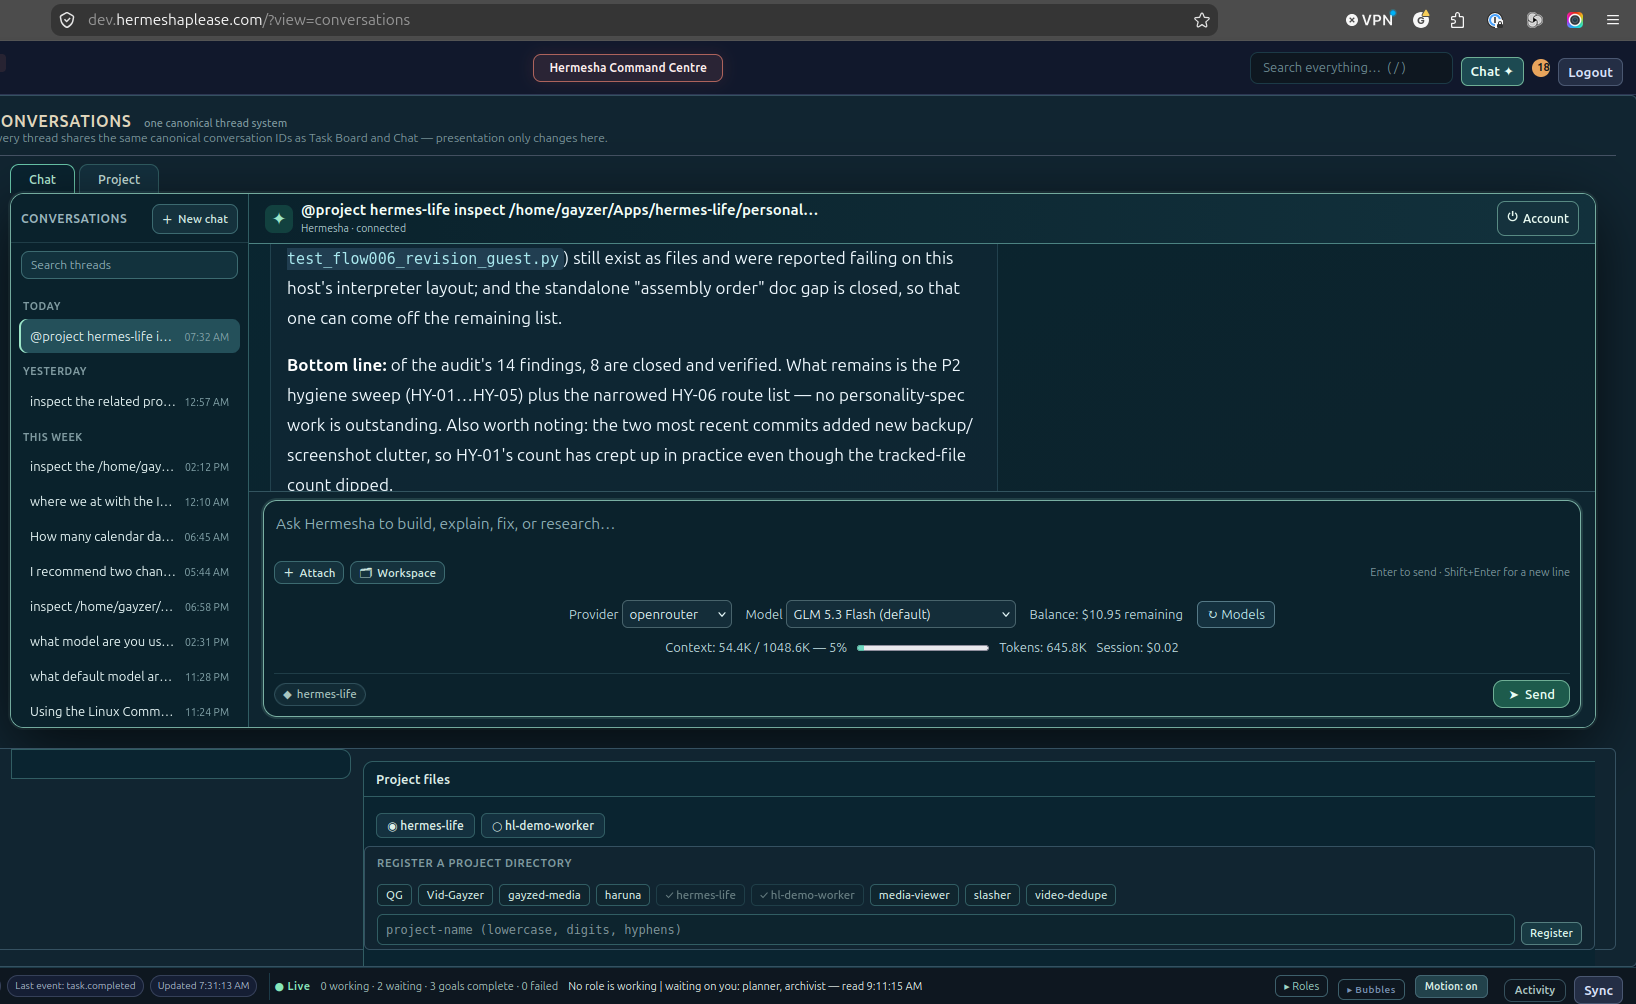 dev.hermeshaplease.com/?view=conversations
VPN
Hermesha Command Centre
Search everything... (/)
Chat ✦
18
Logout
ONVERSATIONS one canonical thread system
very thread shares the same canonical conversation IDs as Task Board and Chat — presentation only changes here.
Chat
Project
CONVERSATIONS
+ New chat
Search threads
TODAY
@project hermes-life i... 07:32 AM
YESTERDAY
inspect the related pro... 12:57 AM
THIS WEEK
inspect the /home/gay... 02:12 PM
where we at with the I... 12:10 AM
How many calendar da... 06:45 AM
I recommend two chan... 05:44 AM
inspect /home/gayzer/... 06:58 PM
what model are you us... 02:31 PM
what default model ar... 11:28 PM
Using the Linux Comm... 11:24 PM
@project hermes-life inspect /home/gayzer/Apps/hermes-life/personal...
Hermesha · connected
Account
test_flow006_revision_guest.py) still exist as files and were reported failing on this
host's interpreter layout; and the standalone "assembly order" doc gap is closed, so that
one can come off the remaining list.
Bottom line: of the audit's 14 findings, 8 are closed and verified. What remains is the P2
hygiene sweep (HY-01…HY-05) plus the narrowed HY-06 route list — no personality-spec
work is outstanding. Also worth noting: the two most recent commits added new backup/
screenshot clutter, so HY-01's count has crept up in practice even though the tracked-file
count dipped.
Ask Hermesha to build, explain, fix, or research…
+ Attach
Workspace
Enter to send · Shift+Enter for a new line
Provider openrouter Model GLM 5.3 Flash (default) Balance: $10.95 remaining ↻ Models
Context: 54.4K / 1048.6K — 5% Tokens: 645.8K Session: $0.02
◆ hermes-life
➤ Send
Project files
◉ hermes-life
○ hl-demo-worker
REGISTER A PROJECT DIRECTORY
QG
Vid-Gayzer
gayzed-media
haruna
✓ hermes-life
✓ hl-demo-worker
media-viewer
slasher
video-dedupe
project-name (lowercase, digits, hyphens)
Register
Last event: task.completed
Updated 7:31:13 AM
● Live 0 working · 2 waiting · 3 goals complete · 0 failed No role is working | waiting on you: planner, archivist — read 9:11:15 AM
▸ Roles
▸ Bubbles
Motion: on
Activity
Sync